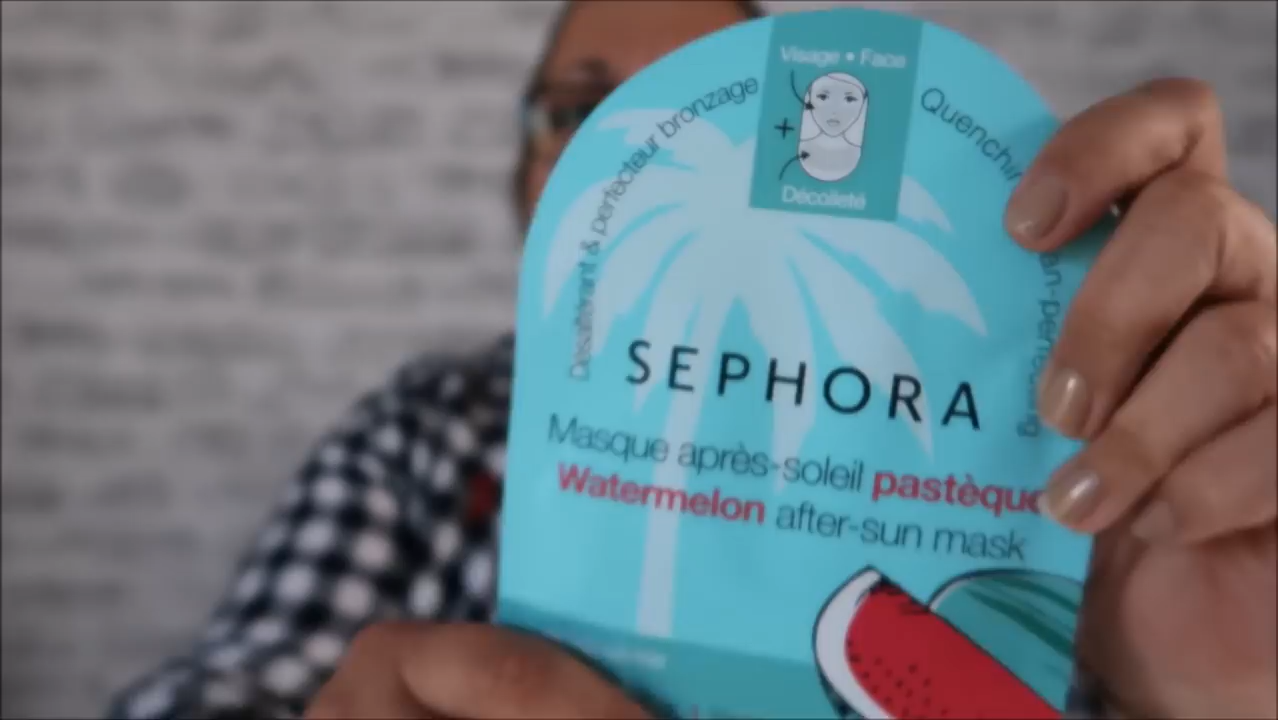 Visage • Face
+
Décolleté
Désaltérant & perfecteur bronzage
SEPHORA
Masque après-soleil pastèque
Watermelon after-sun mask